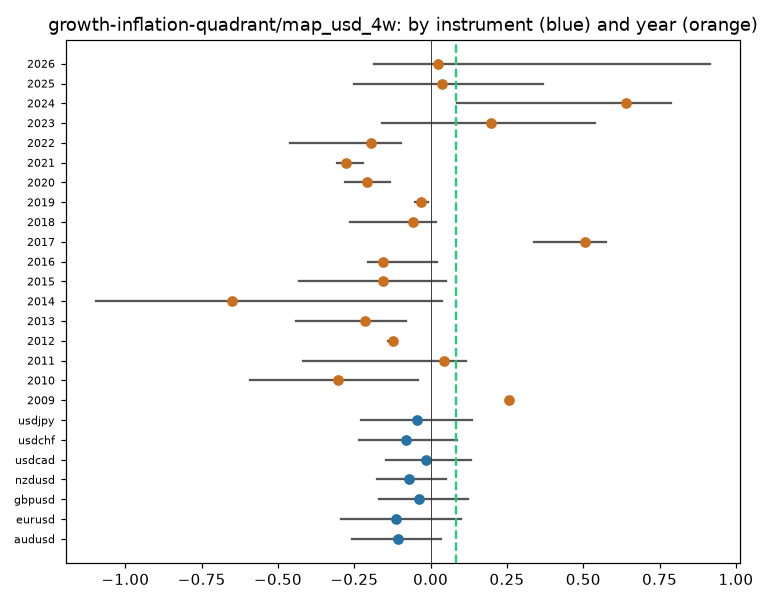 growth-inflation-quadrant/map_usd_4w: by instrument (blue) and year (orange)
2026
2025
2024
2023
2022
2021
2020
2019
2018
2017
2016
2015
2014
2013
2012
2011
2010
2009
usdjpy
usdchf
usdcad
nzdusd
gbpusd
eurusd
audusd
−1.00 −0.75 −0.50 −0.25 0.00 0.25 0.50 0.75 1.00